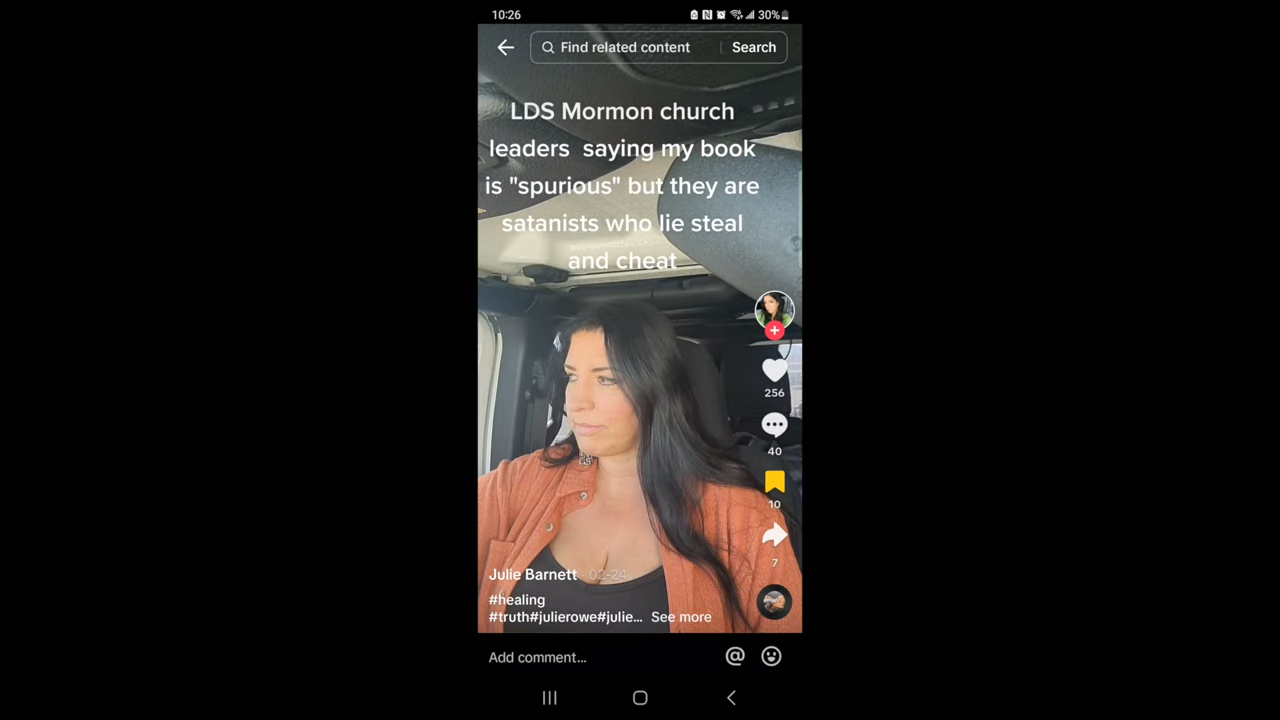 10:26
30%
Find related content
Search
LDS Mormon church
leaders saying my book
is "spurious" but they are
satanists who lie steal
and cheat
256
40
10
7
Julie Barnett · 02-24
#healing
#truth#julierowe#julie... See more
Add comment...
@